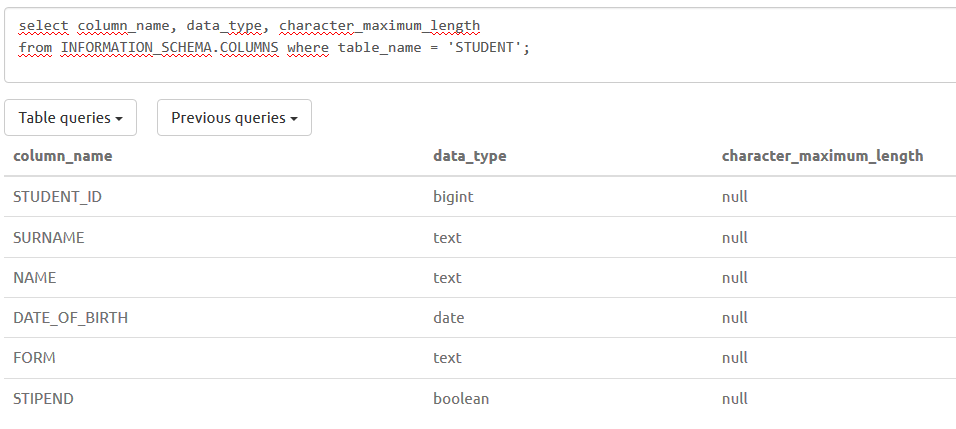 select column_name, data_type, character_maximum_length
from INFORMATION_SCHEMA.COLUMNS where table_name = 'STUDENT';
Table queries Previous queries
column_name data_type character_maximum_length
STUDENT_ID bigint null
SURNAME text null
NAME text null
DATE_OF_BIRTH date null
FORM text null
STIPEND boolean null